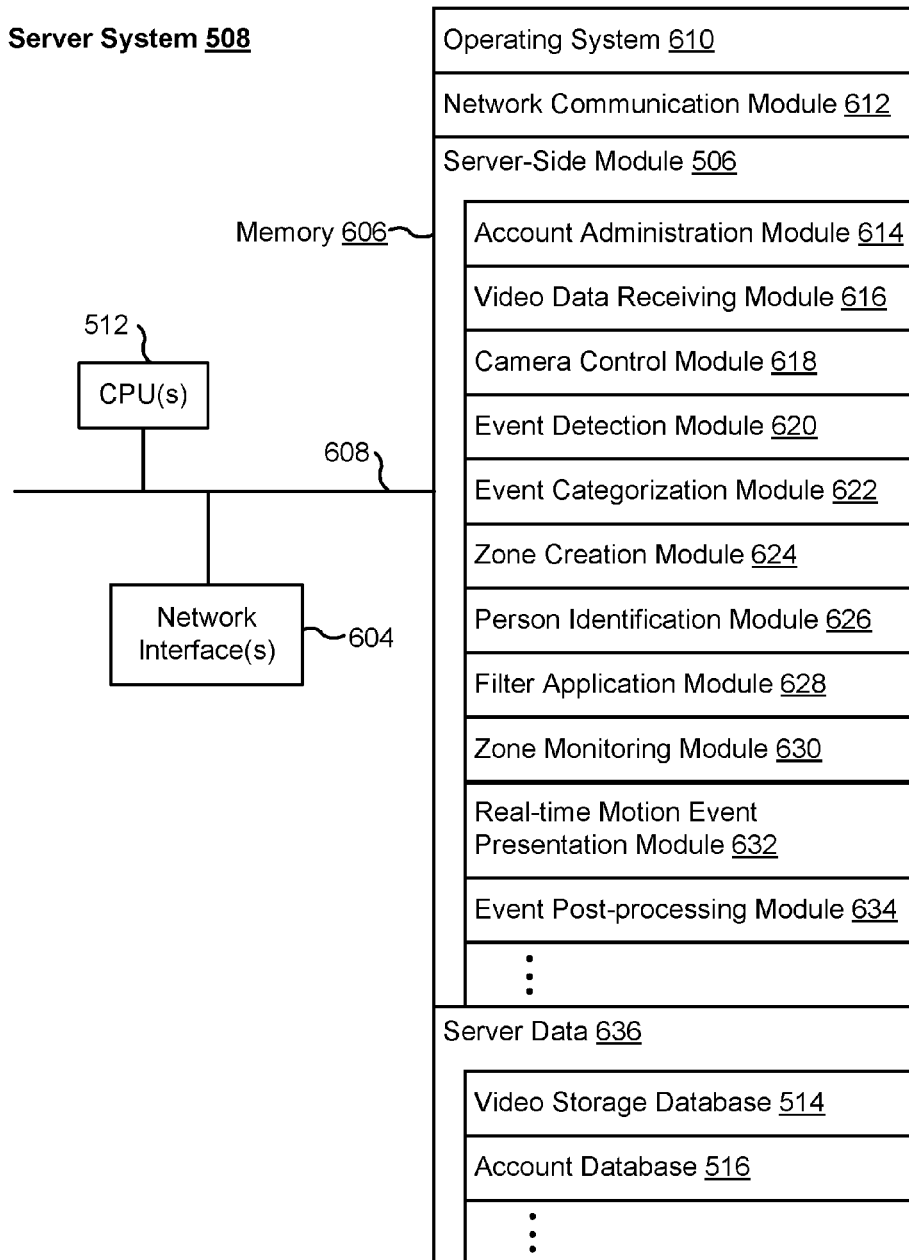 Server System 508
Operating System 610
Network Communication Module 612
Server-Side Module 506
Memory 606
Account Administration Module 614
Video Data Receiving Module 616
512
Camera Control Module 618
CPU(s)
Event Detection Module 620
608
Event Categorization Module 622
Zone Creation Module 624
Network
Interface(s)
604
Person Identification Module 626
Filter Application Module 628
Zone Monitoring Module 630
Real-time Motion Event
Presentation Module 632
Event Post-processing Module 634
Server Data 636
Video Storage Database 514
Account Database 516